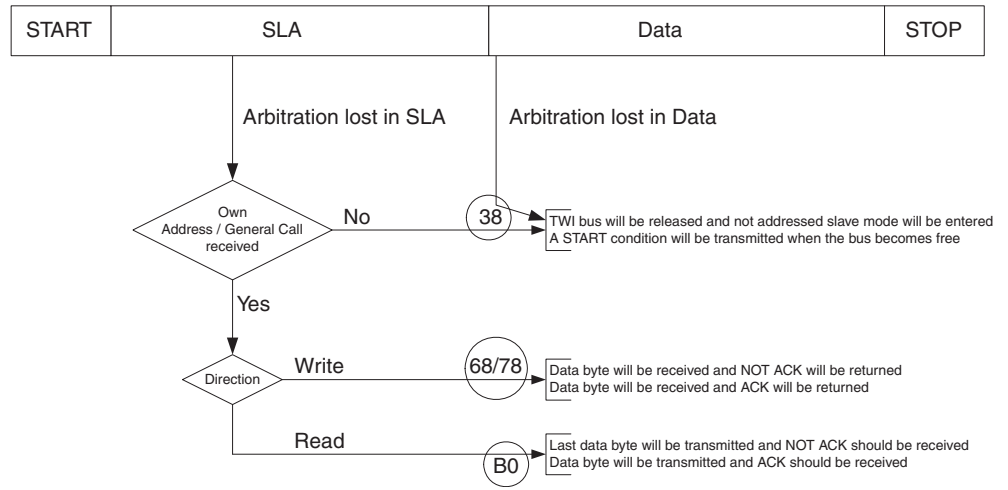 START
SLA
Data
STOP
Arbitration lost in SLA
Arbitration lost in Data
Own
Address / General Call
received
No
38
TWI bus will be released and not addressed slave mode will be entered
A START condition will be transmitted when the bus becomes free
Yes
Direction
Write
68/78
Data byte will be received and NOT ACK will be returned
Data byte will be received and ACK will be returned
Read
B0
Last data byte will be transmitted and NOT ACK should be received
Data byte will be transmitted and ACK should be received